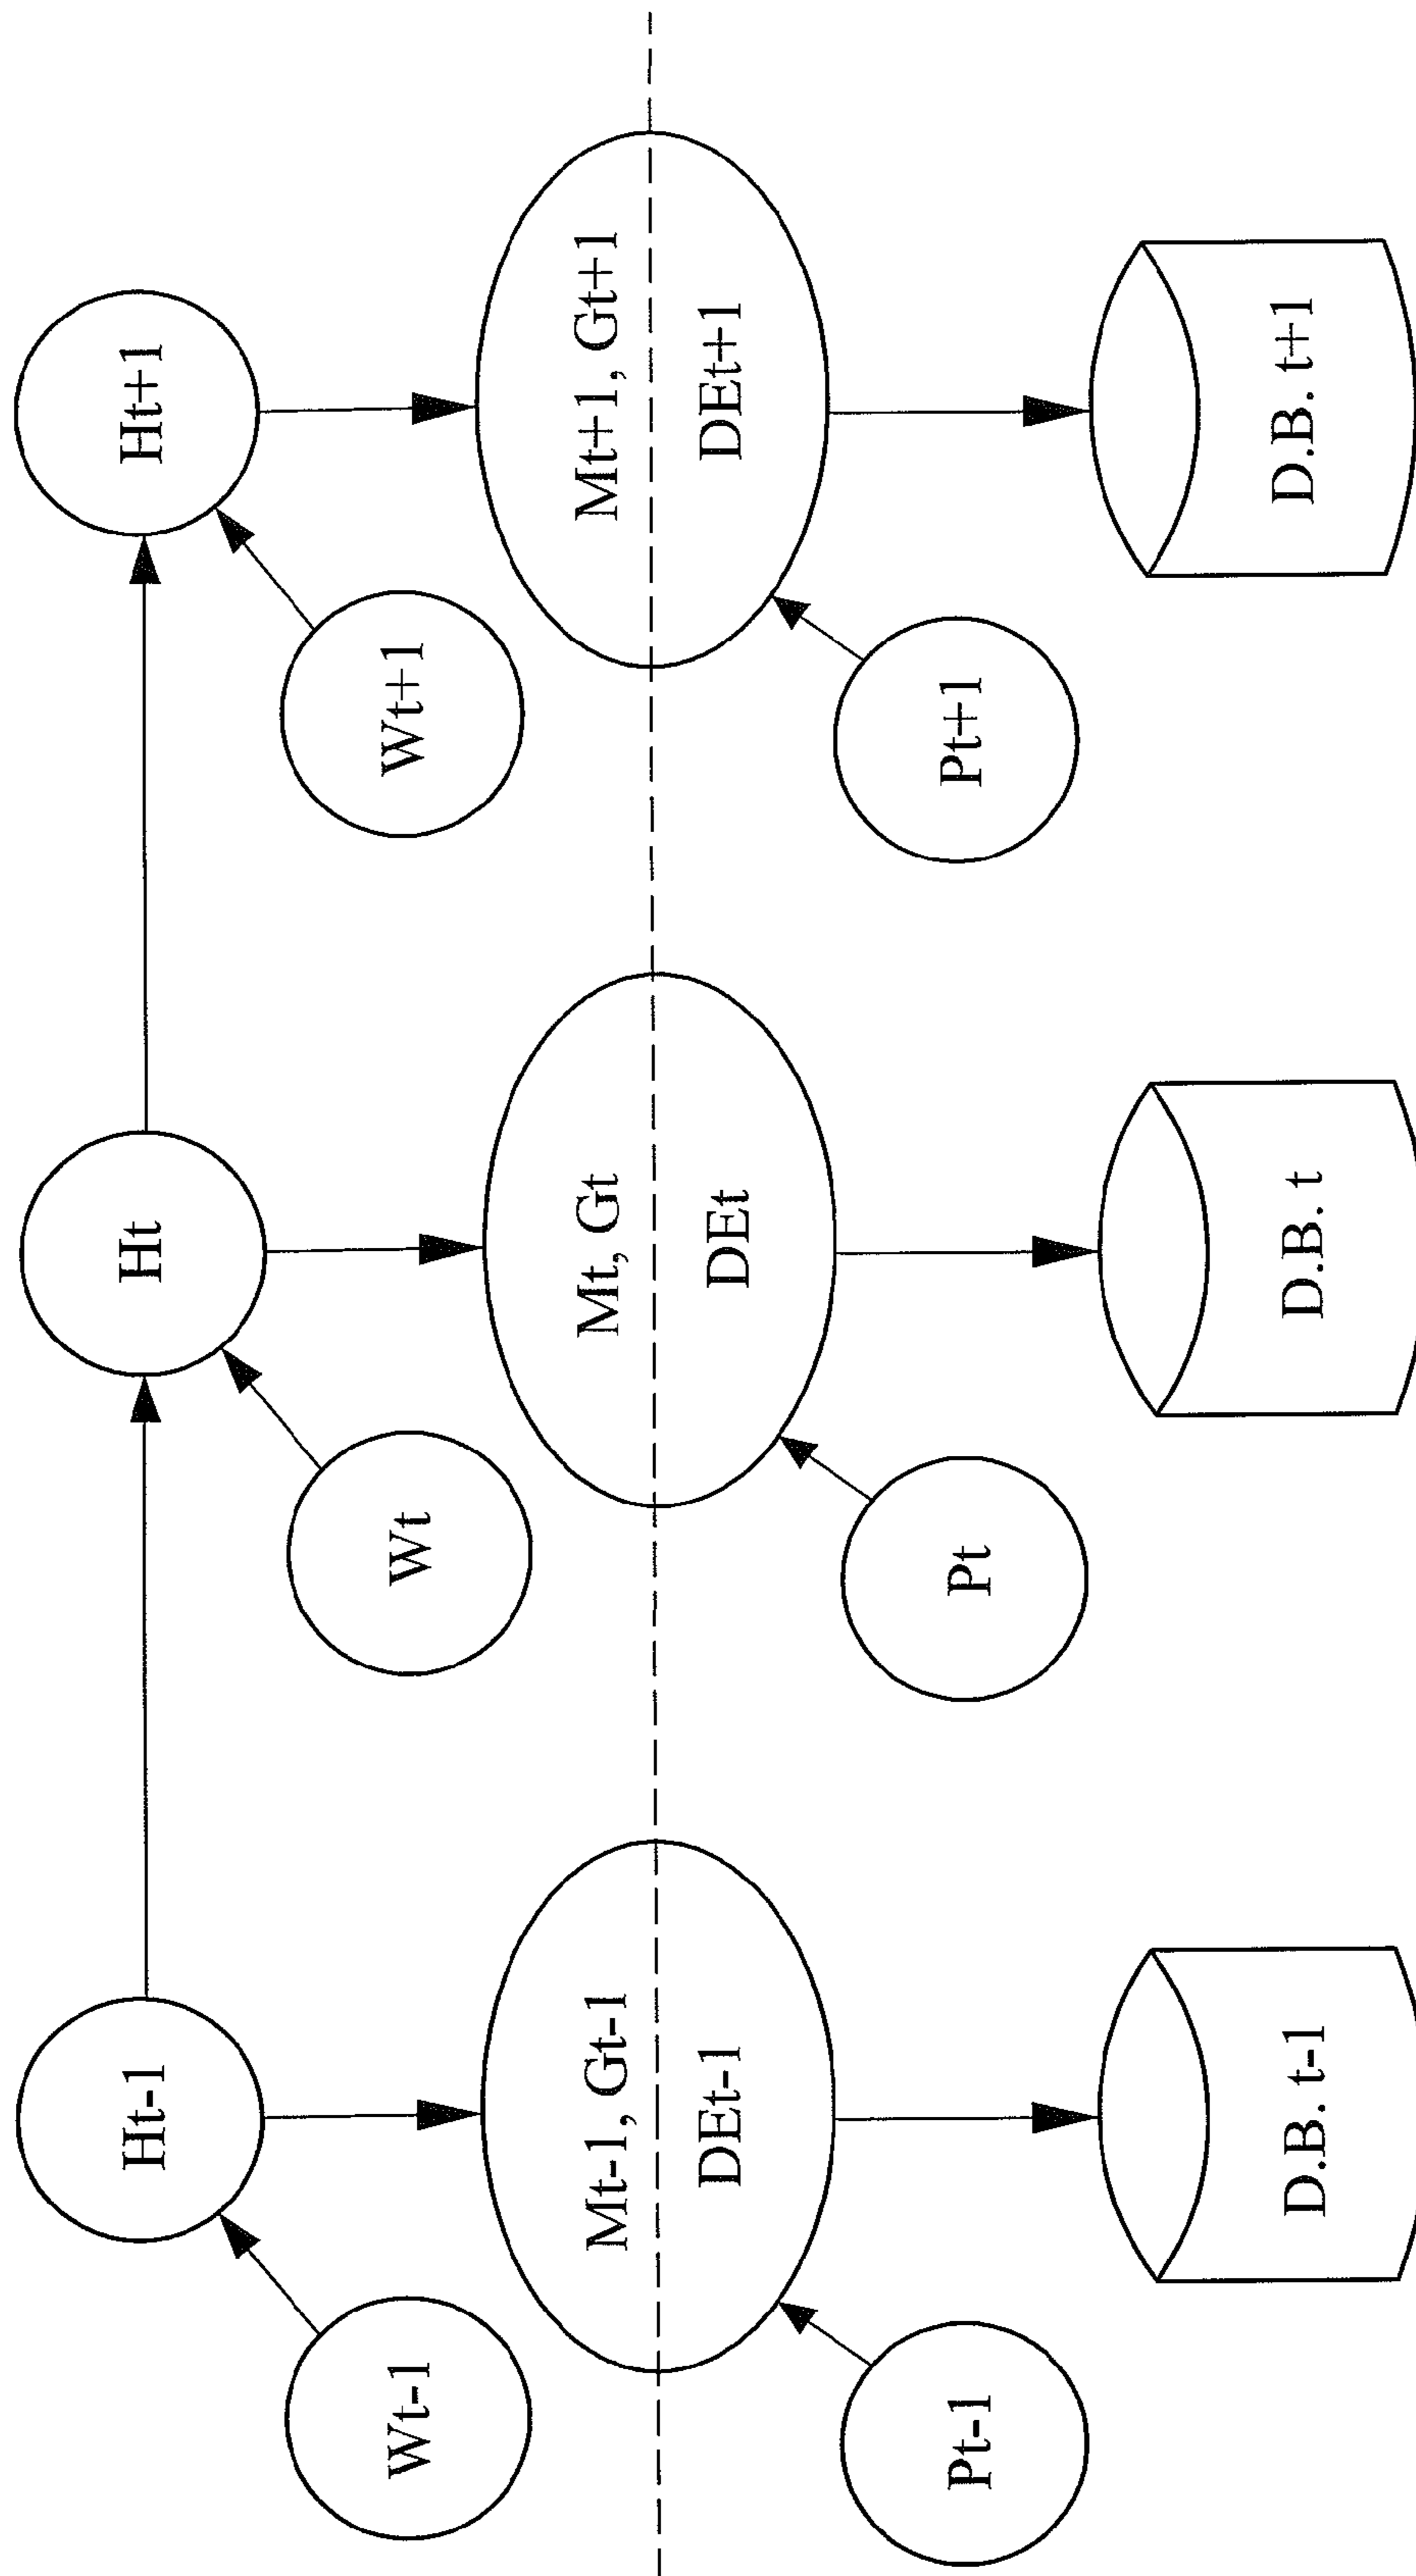 Ht-1
Ht
Ht+1
Wt-1
Wt
Wt+1
Mt-1, Gt-1
Mt, Gt
Mt+1, Gt+1
DEt-1
DEt
DEt+1
Pt-1
Pt
Pt+1
D.B. t-1
D.B. t
D.B. t+1